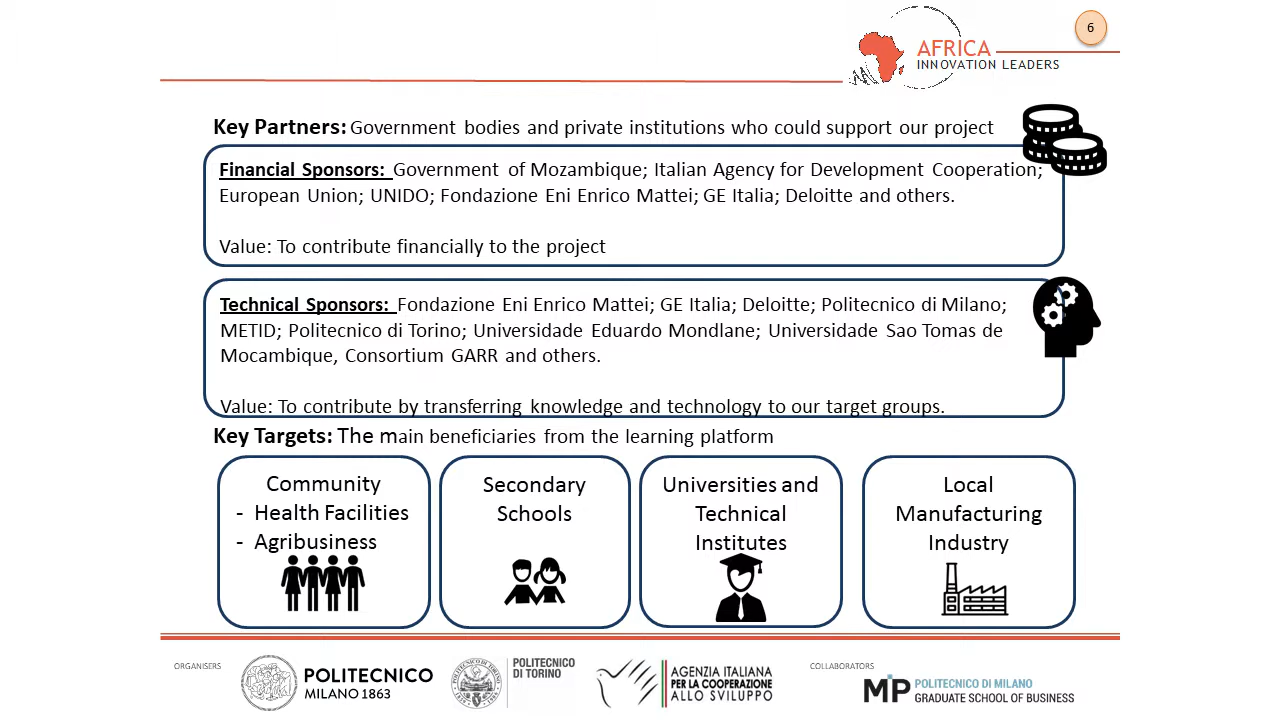 6
AFRICA
INNOVATION LEADERS
Key Partners: Government bodies and private institutions who could support our project
Financial Sponsors: Government of Mozambique; Italian Agency for Development Cooperation;
European Union; UNIDO; Fondazione Eni Enrico Mattei; GE Italia; Deloitte and others.
Value: To contribute financially to the project
Technical Sponsors: Fondazione Eni Enrico Mattei; GE Italia; Deloitte; Politecnico di Milano;
METID; Politecnico di Torino; Universidade Eduardo Mondlane; Universidade Sao Tomas de
Mocambique, Consortium GARR and others.
Value: To contribute by transferring knowledge and technology to our target groups.
Key Targets: The main beneficiaries from the learning platform
Community
- Health Facilities
- Agribusiness
Secondary
Schools
Universities and
Technical
Institutes
Local
Manufacturing
Industry
ORGANISERS
POLITECNICO
MILANO 1863
POLITECNICO
DI TORINO
AGENZIA ITALIANA
PER LA COOPERAZIONE
ALLO SVILUPPO
COLLABORATORS
MIP
POLITECNICO DI MILANO
GRADUATE SCHOOL OF BUSINESS